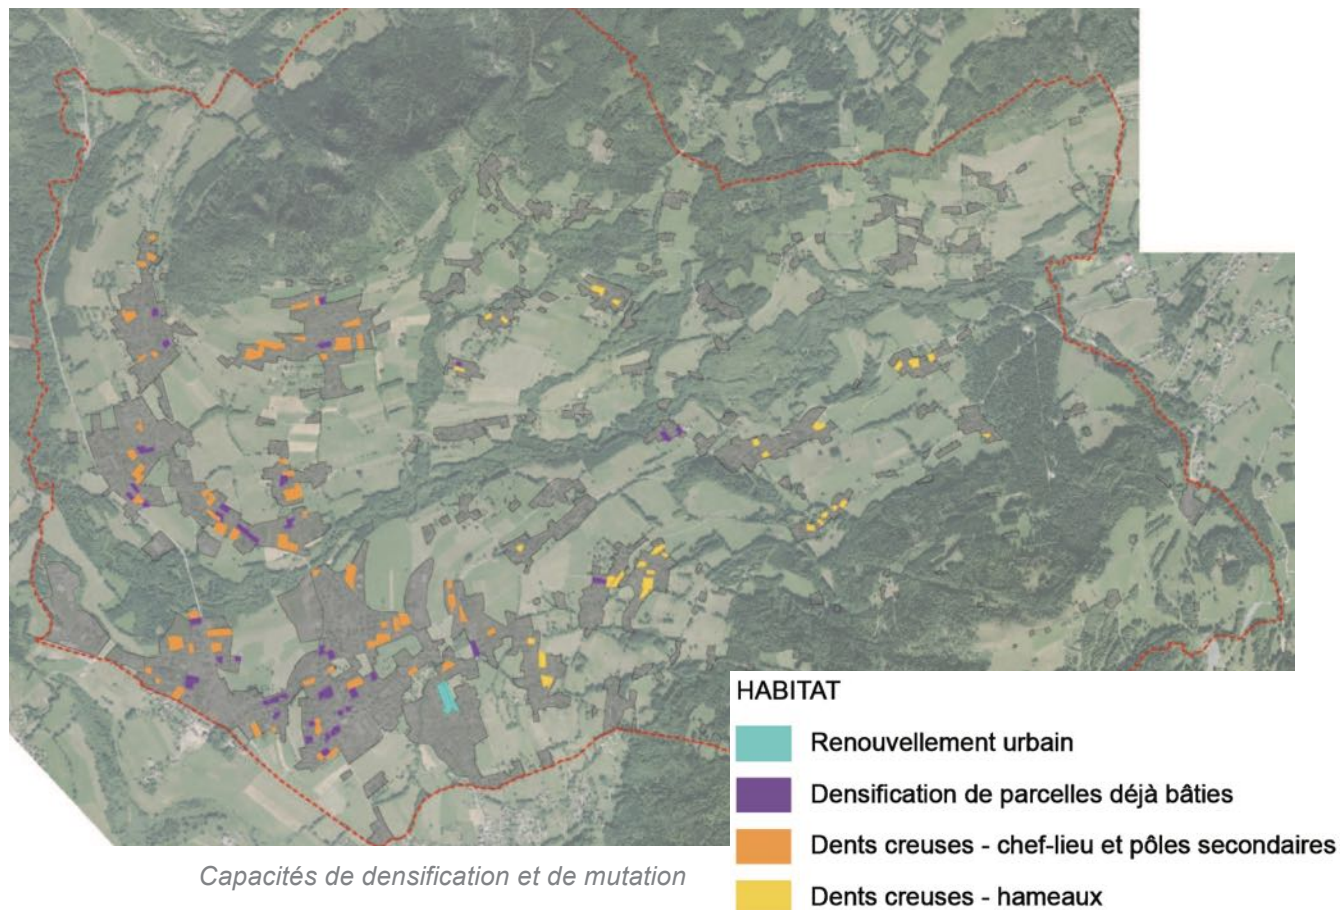 HABITAT
Renouvellement urbain
Densification de parcelles déjà bâties
Dents creuses - chef-lieu et pôles secondaires
Dents creuses - hameaux
Capacités de densification et de mutation